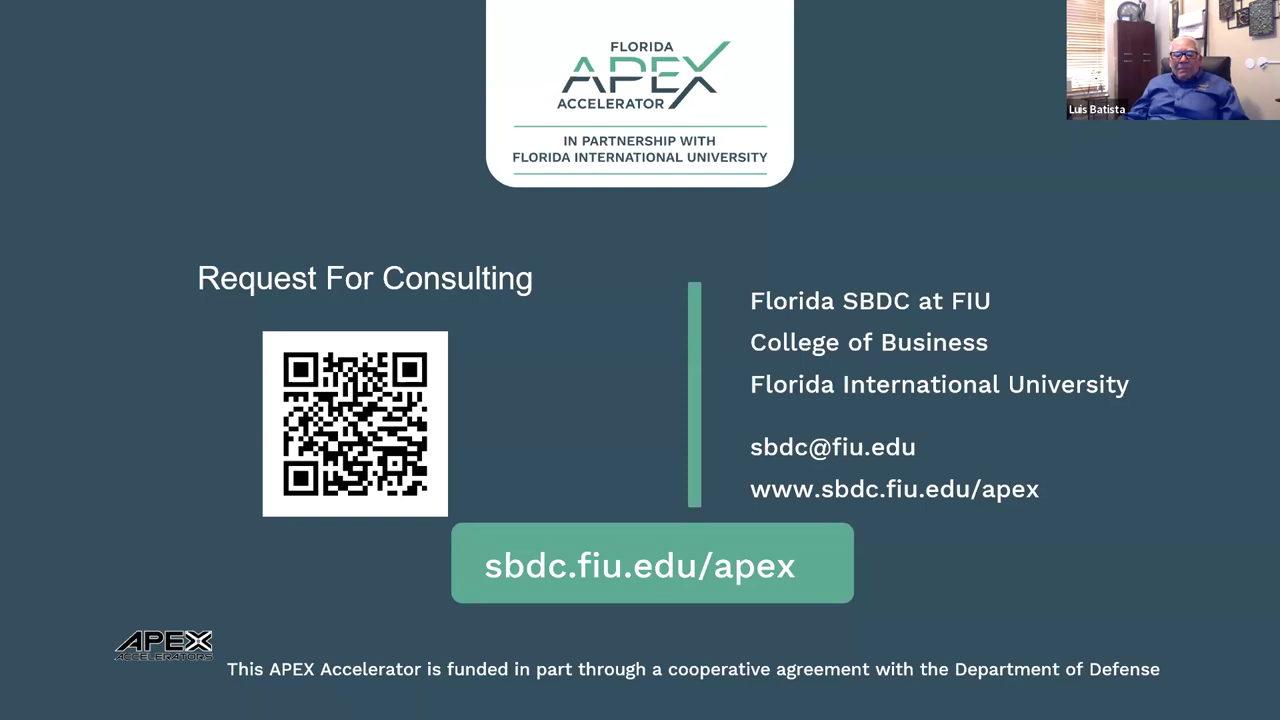 FLORIDA
APEX
ACCELERATOR
IN PARTNERSHIP WITH
FLORIDA INTERNATIONAL UNIVERSITY
Luis Batista
Request For Consulting
Florida SBDC at FIU
College of Business
Florida International University
sbdc@fiu.edu
www.sbdc.fiu.edu/apex
sbdc.fiu.edu/apex
APEX
ACCELERATORS
This APEX Accelerator is funded in part through a cooperative agreement with the Department of Defense